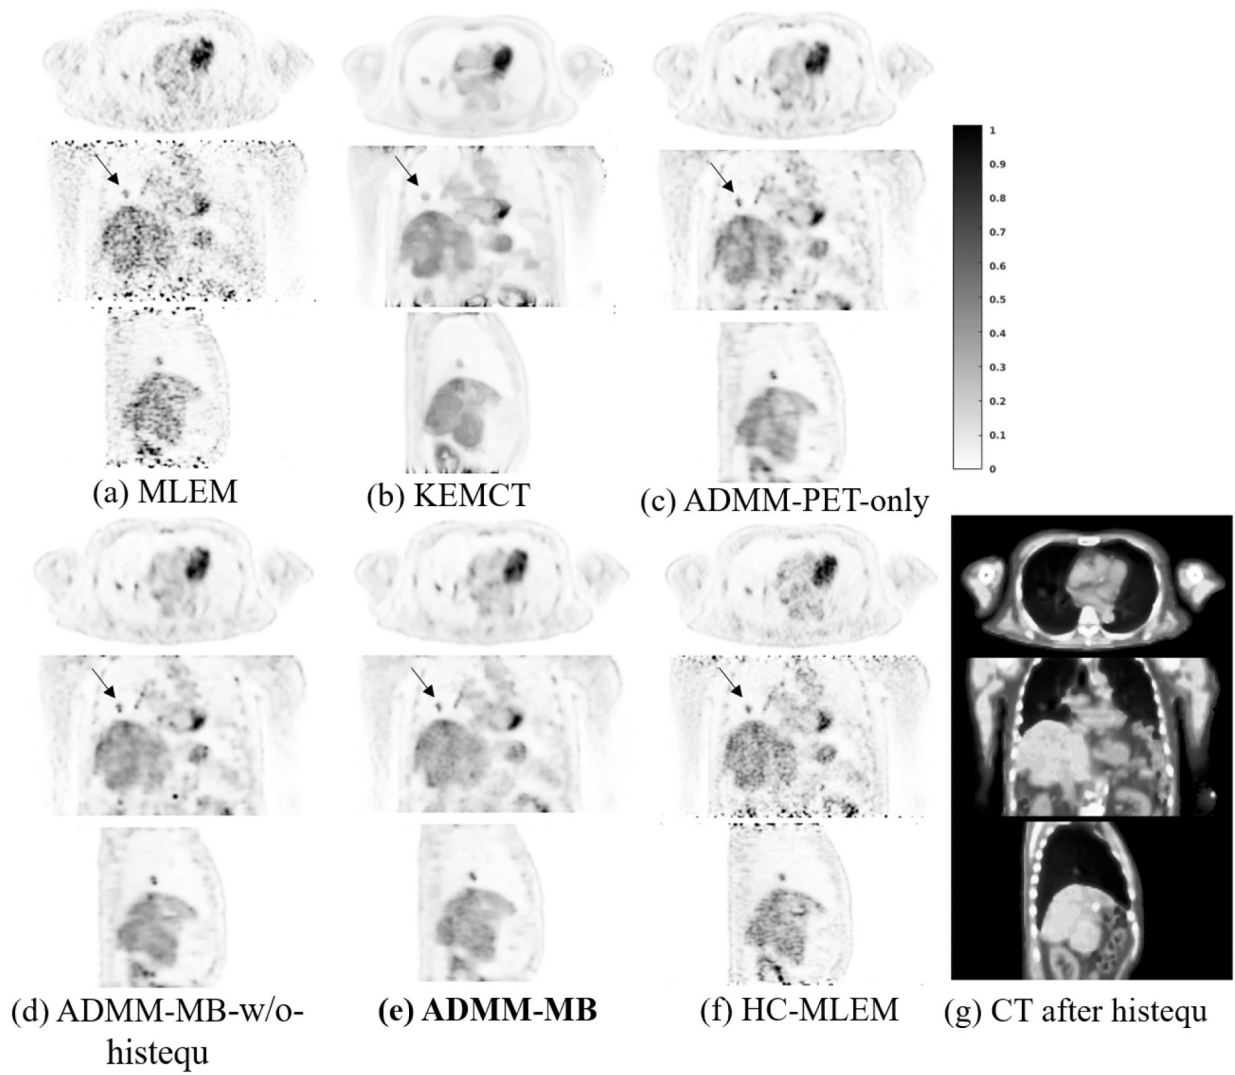 1
0.9
0.8
0.7
0.6
0.5
0.4
0.3
0.2
0.1
0
(a) MLEM
(b) KEMCT
(c) ADMM-PET-only
(d) ADMM-MB-w/o-
histequ
(e) ADMM-MB
(f) HC-MLEM
(g) CT after histequ